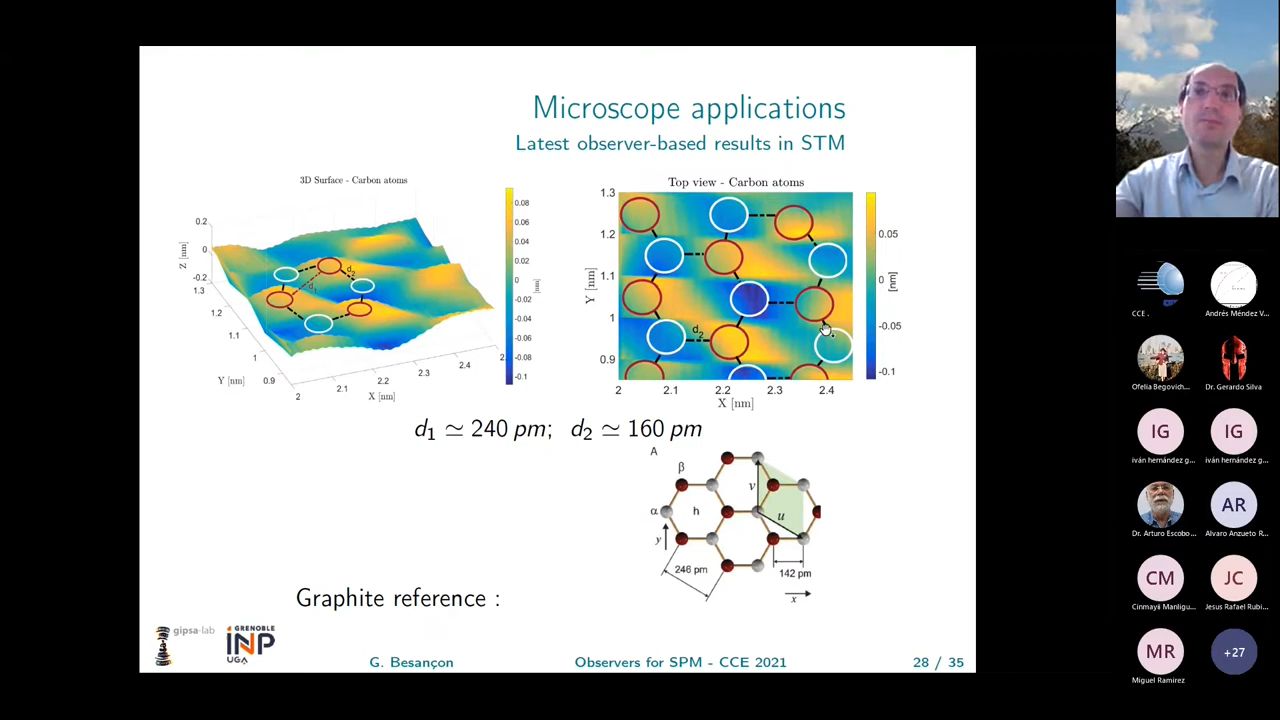 Microscope applications
Latest observer-based results in STM
3D Surface - Carbon atoms
0.2
0
-0.2
Z [nm]
1.3
1.2
1.1
1
0.9
Y [nm]
2
2.1
2.2
2.3
2.4
X [nm]
d1
d2
0.08
0.06
0.04
0.02
0
-0.02
-0.04
-0.06
-0.08
-0.1
[nm]
Top view - Carbon atoms
1.3
1.2
1.1
1
0.9
Y [nm]
2
2.1
2.2
2.3
2.4
X [nm]
d2
0.05
0
-0.05
-0.1
[nm]
d1 ≃ 240 pm; d2 ≃ 160 pm
A
β
α
h
v
u
y
246 pm
142 pm
x
Graphite reference :
gipsa-lab
GRENOBLE
INP
UGA
G. Besançon
Observers for SPM - CCE 2021
28 / 35
CCE .
Andrés Méndez V...
Ofelia Begovich...
Dr. Gerardo Silva
IG
IG
iván hernández g...
iván hernández g...
AR
Dr. Arturo Escobo...
Alvaro Anzueto R...
CM
JC
Cinmayii Manligu...
Jesus Rafael Rubi...
MR
+27
Miguel Ramirez